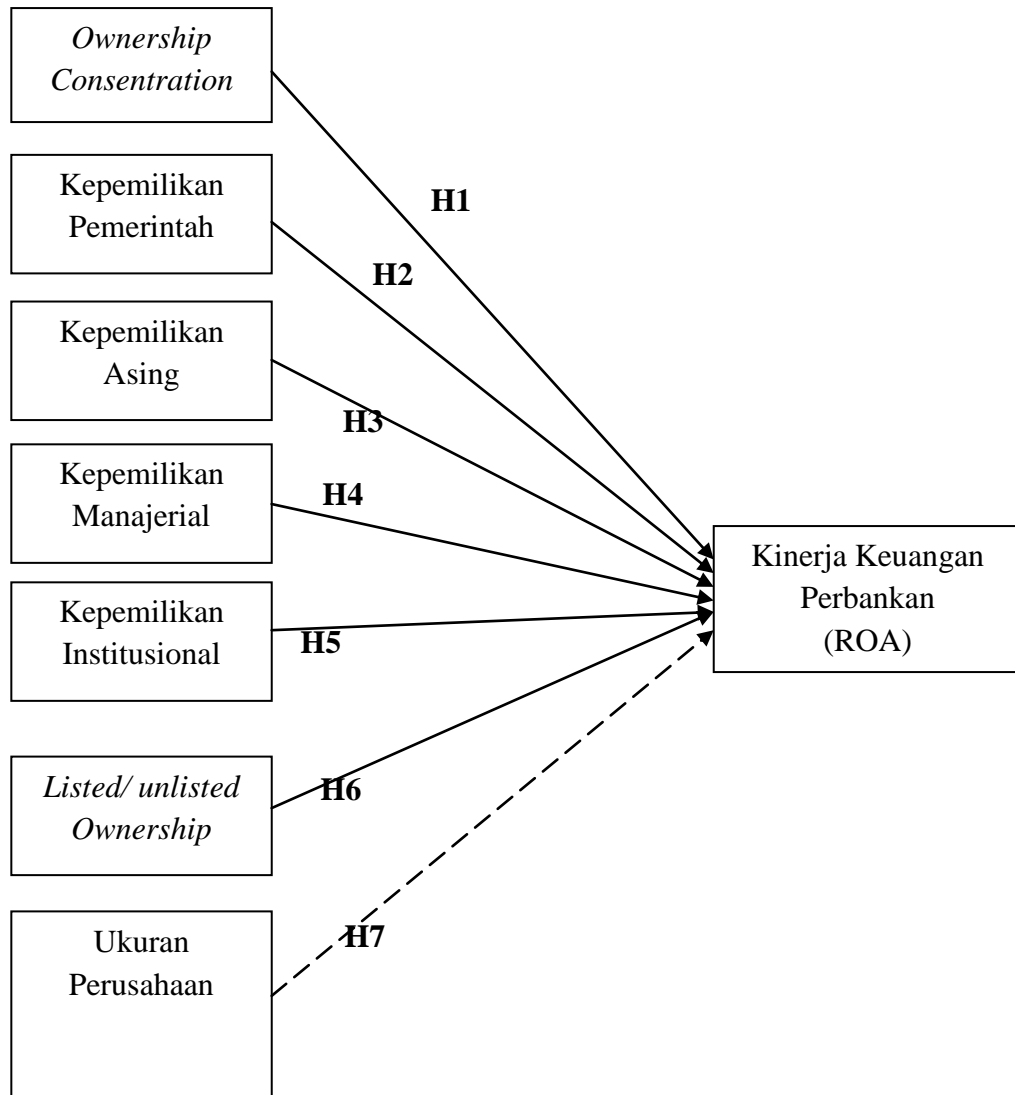 Ownership
Consentration
H1
Kepemilikan
Pemerintah
H2
Kepemilikan
Asing
H3
Kepemilikan
Manajerial
H4
Kinerja Keuangan
Perbankan
(ROA)
Kepemilikan
Institusional
H5
Listed/ unlisted
Ownership
H6
Ukuran
Perusahaan
H7